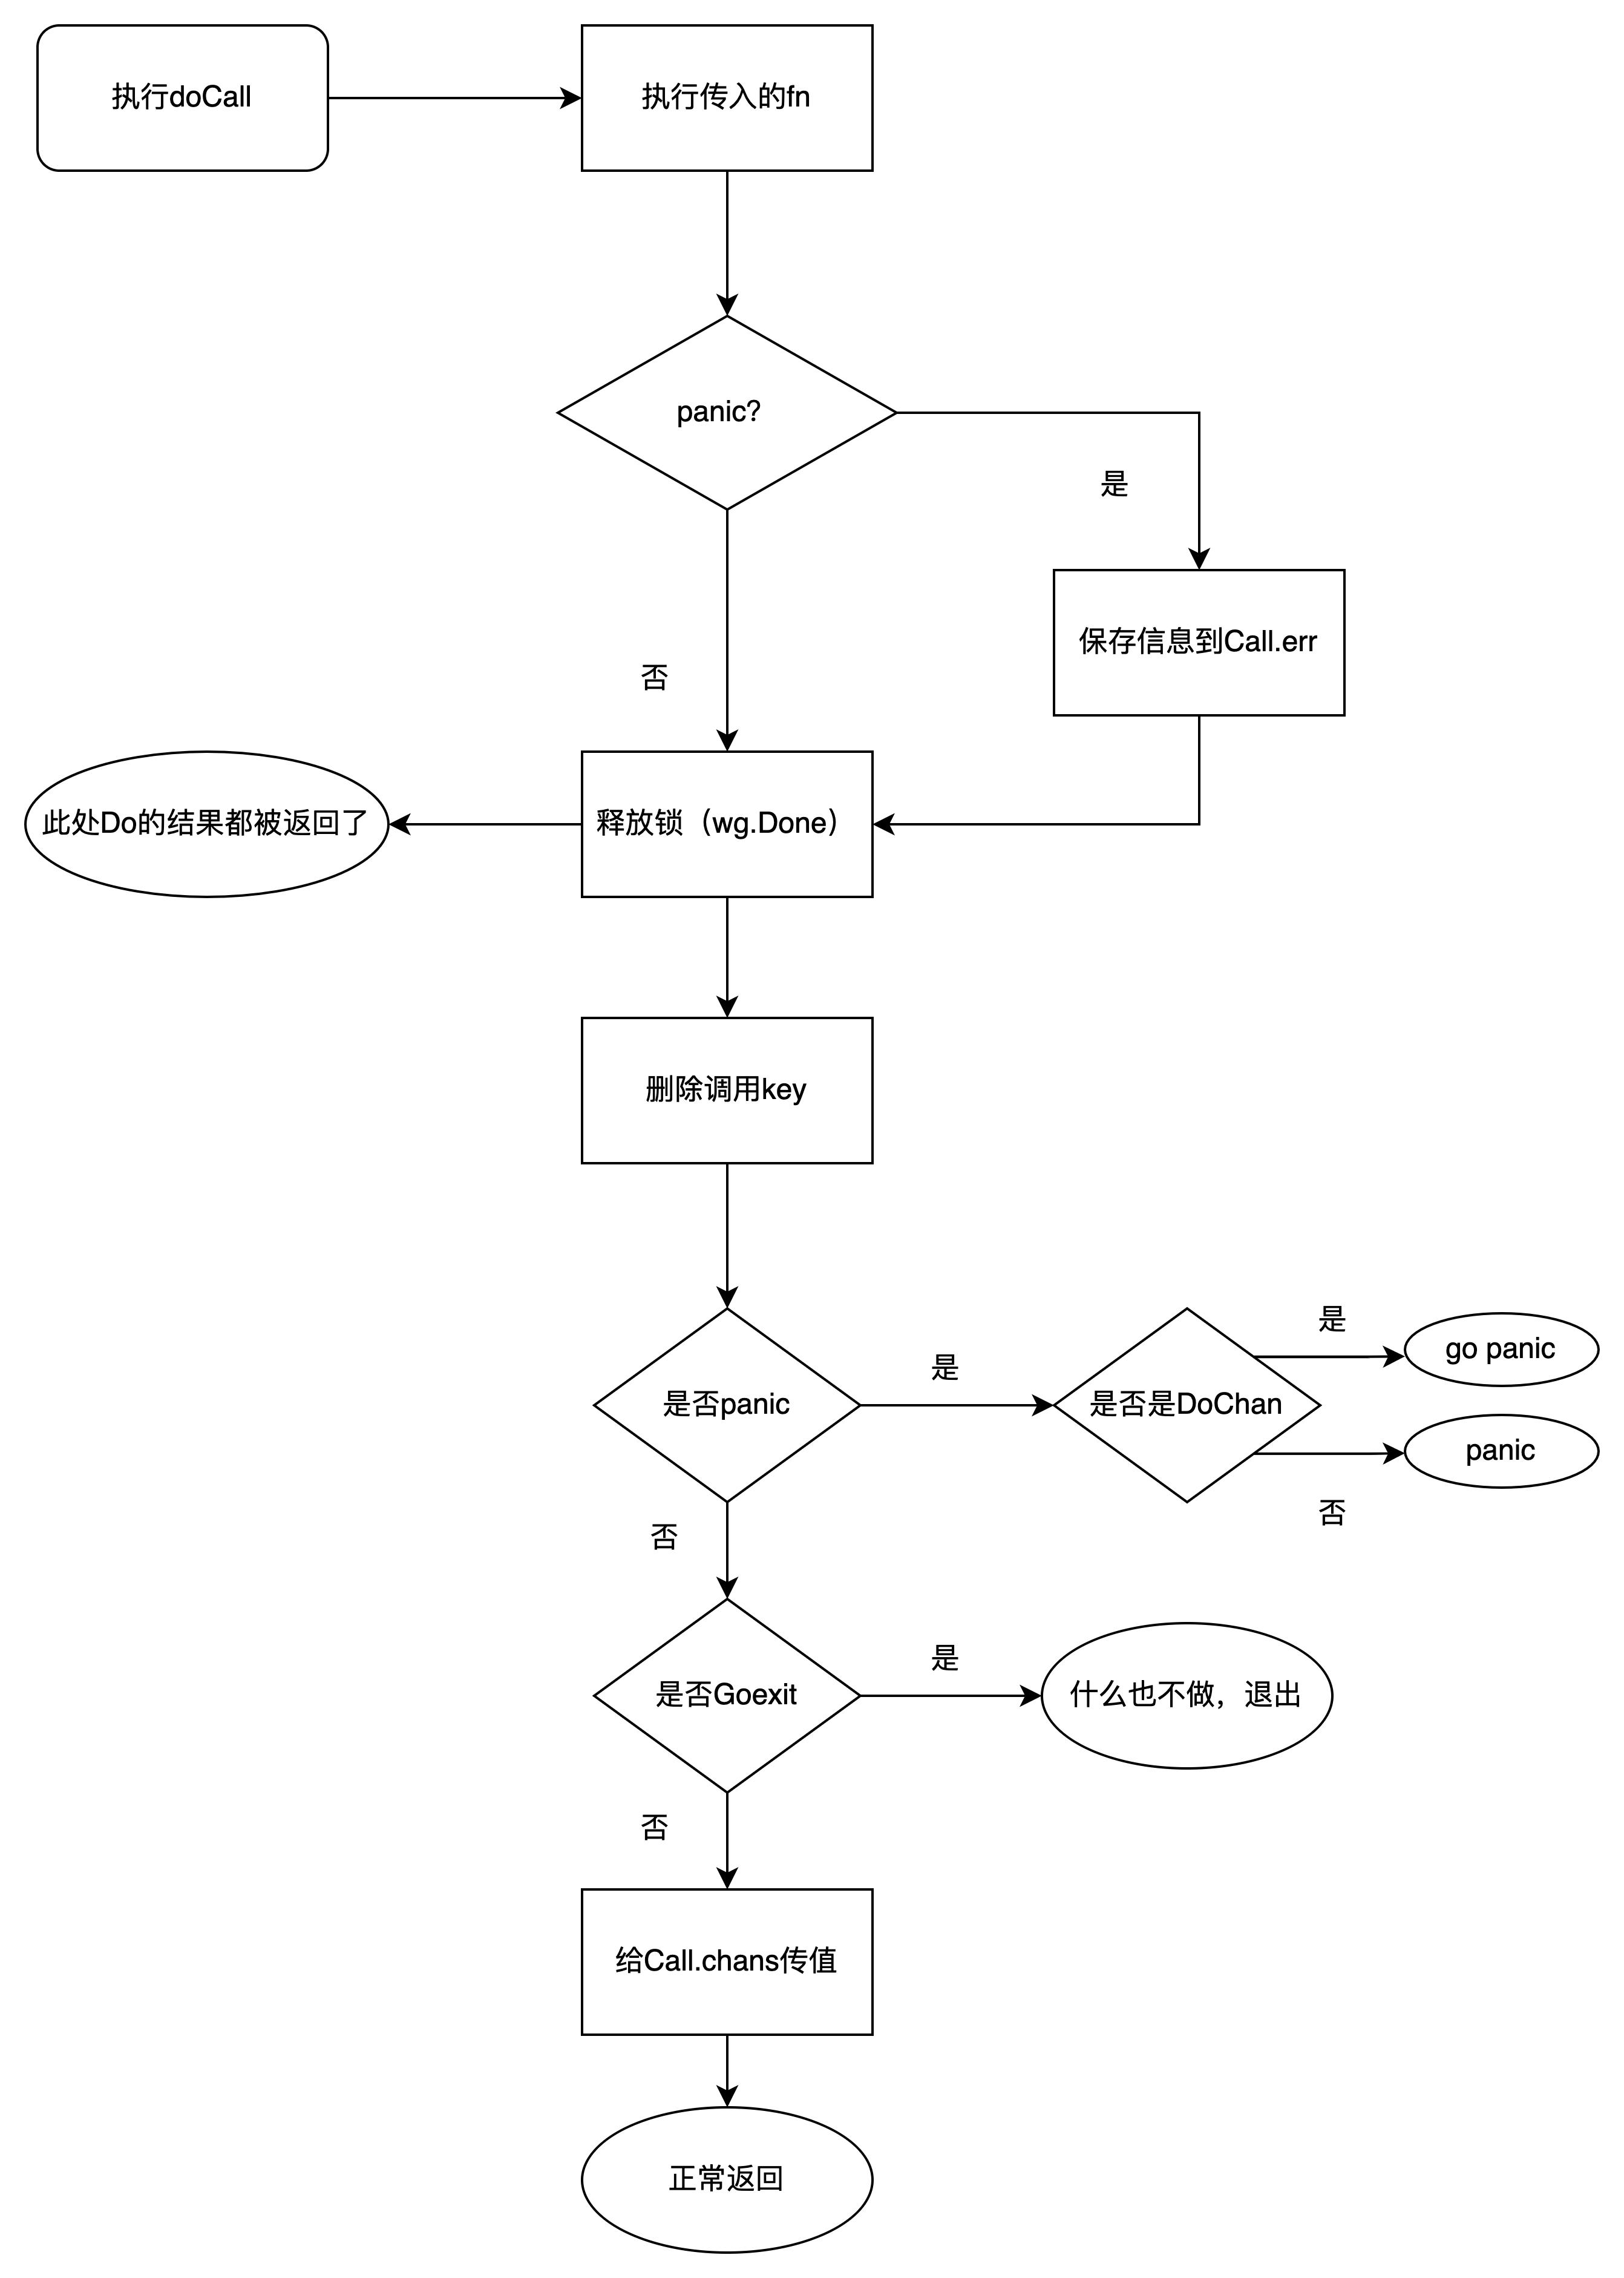 执行doCall
执行传入的fn
panic?
是
保存信息到Call.err
否
此处Do的结果都被返回了
释放锁（wg.Done）
删除调用key
是否panic
是
是否是DoChan
是
go panic
panic
否
否
是否Goexit
是
什么也不做，退出
否
给Call.chans传值
正常返回